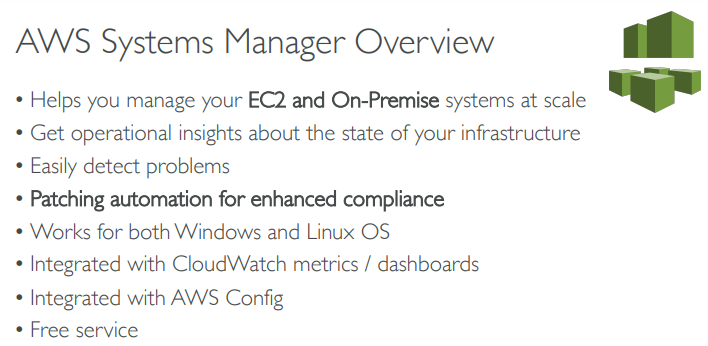 AWS Systems Manager Overview
• Helps you manage your EC2 and On-Premise systems at scale
• Get operational insights about the state of your infrastructure
• Easily detect problems
• Patching automation for enhanced compliance
• Works for both Windows and Linux OS
• Integrated with CloudWatch metrics / dashboards
• Integrated with AWS Config
• Free service